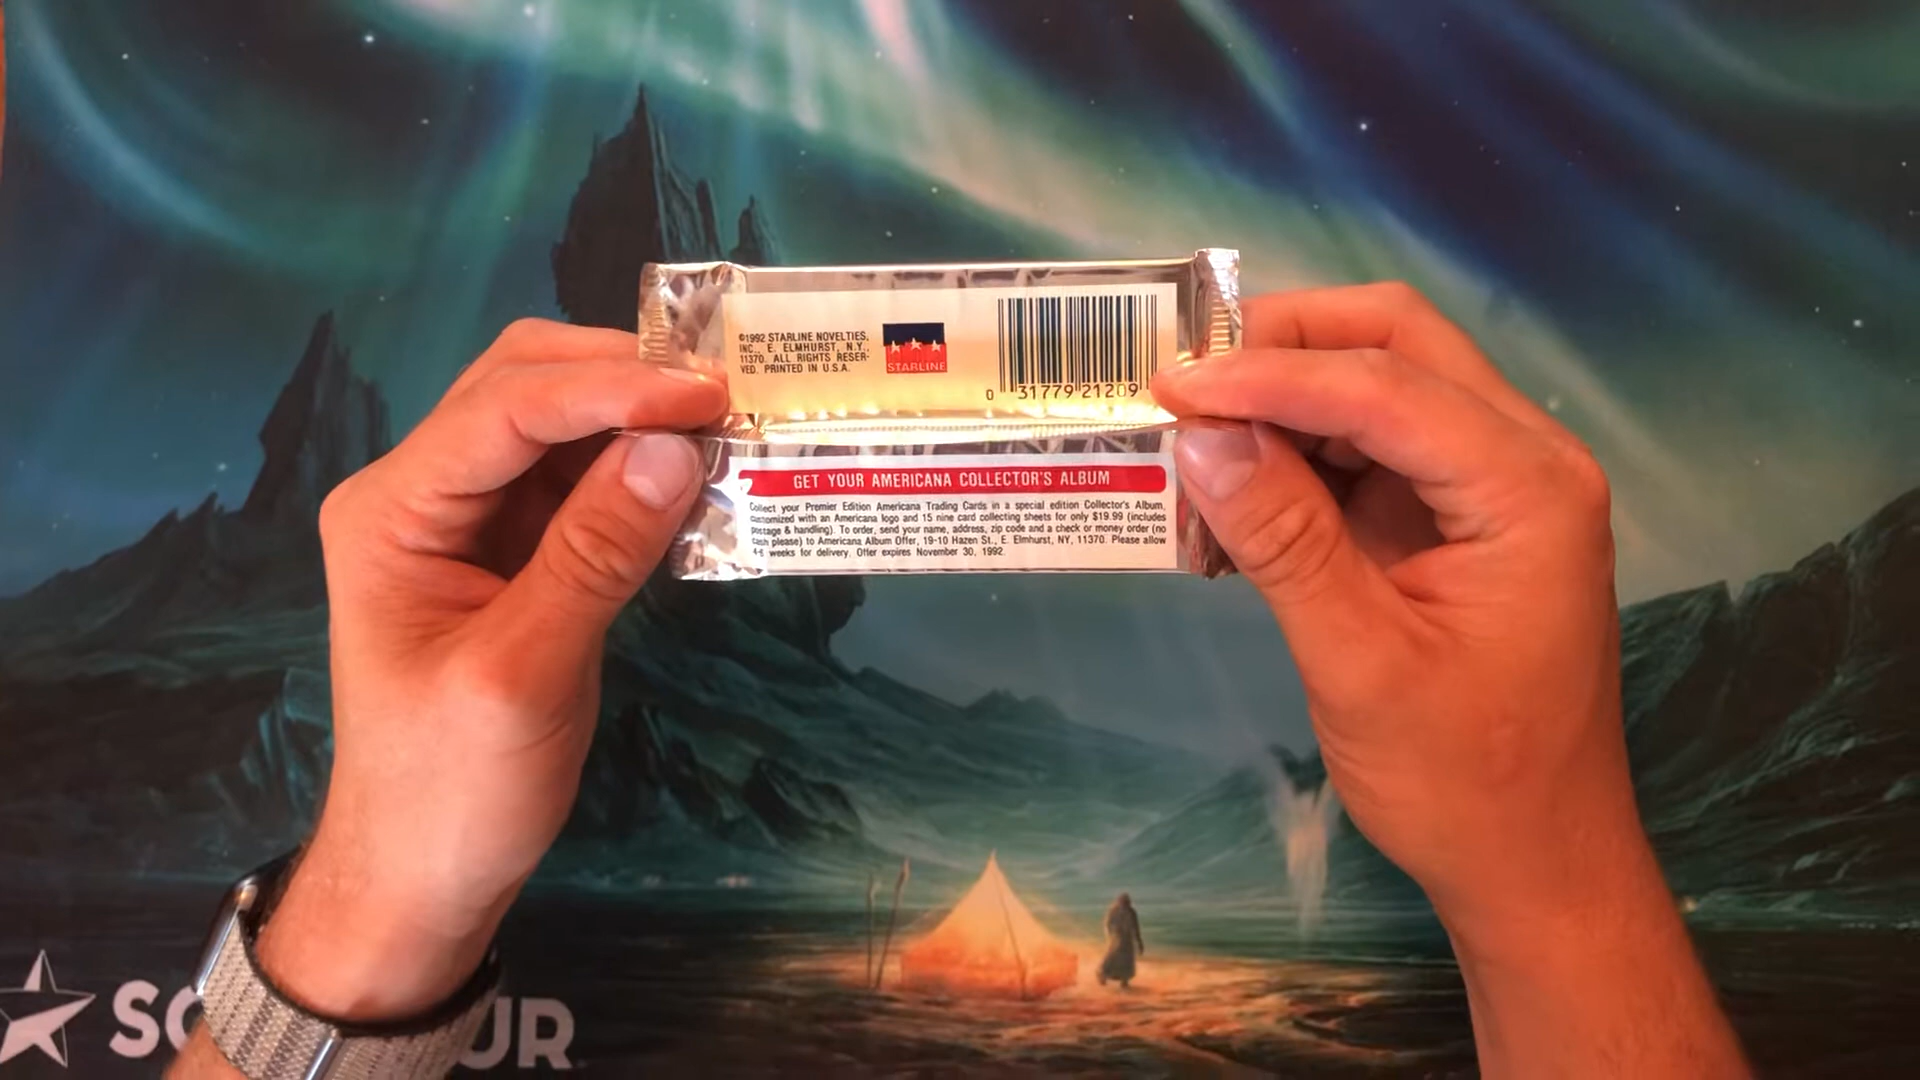 ©1992 STARLINE NOVELTIES,
INC., E. ELMHURST, N.Y.,
11370. ALL RIGHTS RESER-
VED. PRINTED IN U.S.A.
STARLINE
0 31779 21209
GET YOUR AMERICANA COLLECTOR'S ALBUM
Collect your Premier Edition Americana Trading Cards in a special edition Collector's Album,
customized with an Americana logo and 15 nine card collecting sheets for only $19.99 (includes
postage & handling). To order, send your name, address, zip code and a check or money order (no
cash please) to Americana Album Offer, 19-10 Hazen St., E. Elmhurst, NY, 11370. Please allow
4-6 weeks for delivery. Offer expires November 30, 1992.